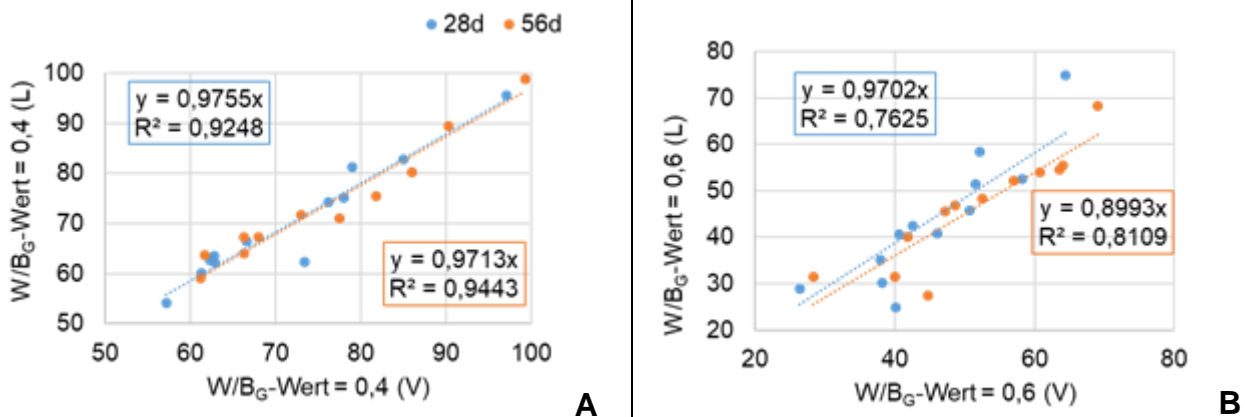 28d 56d
W/BG-Wert = 0,4 (L)
100
90
80
70
60
50
y = 0,9755x
R² = 0,9248
y = 0,9713x
R² = 0,9443
50 60 70 80 90 100
W/BG-Wert = 0,4 (V)
A
W/BG-Wert = 0,6 (L)
80
70
60
50
40
30
20
y = 0,9702x
R² = 0,7625
y = 0,8993x
R² = 0,8109
20 40 60 80
W/BG-Wert = 0,6 (V)
B